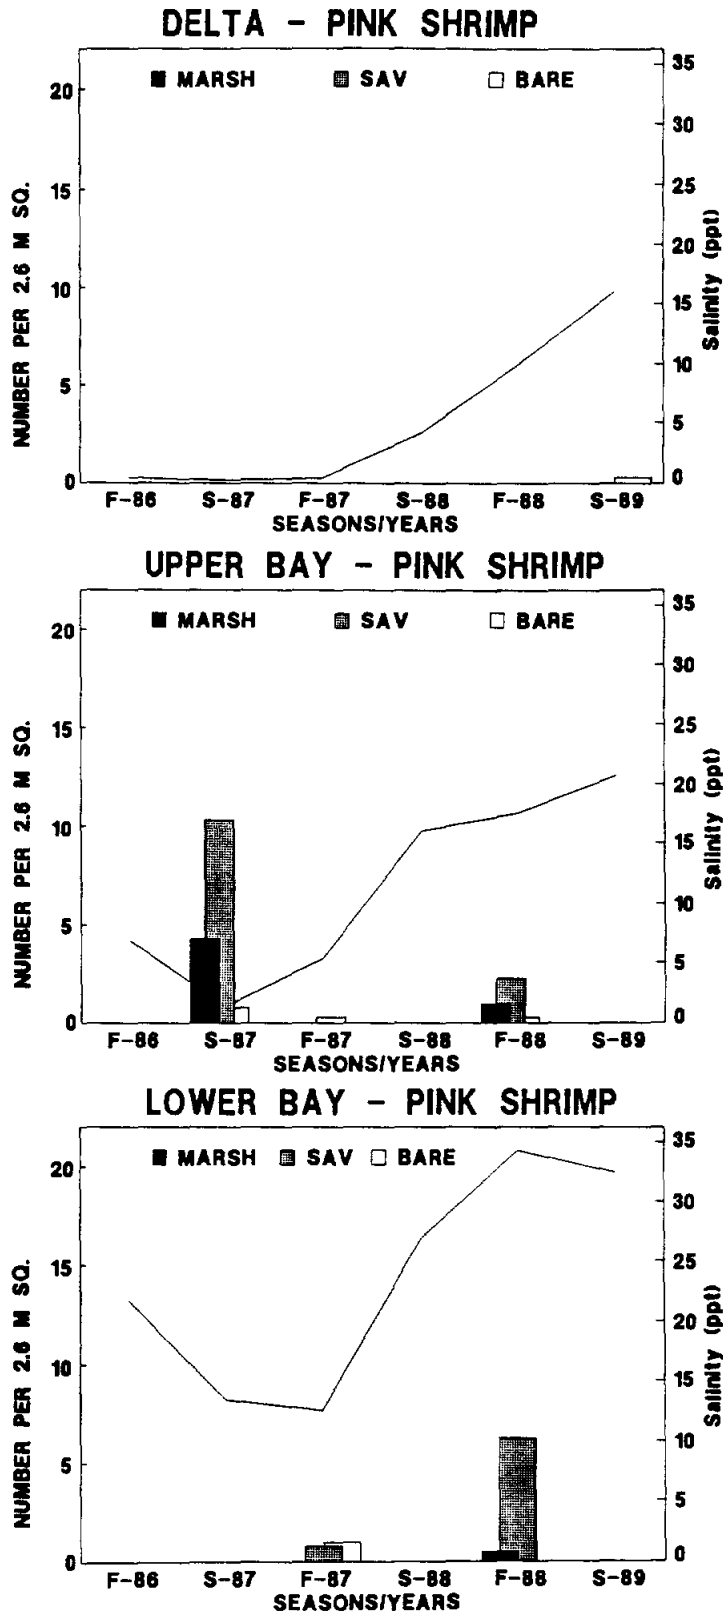 DELTA - PINK SHRIMP
■ MARSH ▩ SAV □ BARE
NUMBER PER 2.6 M SQ.
20
15
10
5
0
35
30
25
20
15
10
5
0
Salinity (ppt)
F-86 S-87 F-87 S-88 F-88 S-89
SEASONS/YEARS
UPPER BAY - PINK SHRIMP
■ MARSH ▩ SAV □ BARE
NUMBER PER 2.6 M SQ.
20
15
10
5
0
35
30
25
20
15
10
5
0
Salinity (ppt)
F-86 S-87 F-87 S-88 F-88 S-89
SEASONS/YEARS
LOWER BAY - PINK SHRIMP
■ MARSH ▩ SAV □ BARE
NUMBER PER 2.6 M SQ.
20
15
10
5
0
35
30
25
20
15
10
5
0
Salinity (ppt)
F-86 S-87 F-87 S-88 F-88 S-89
SEASONS/YEARS